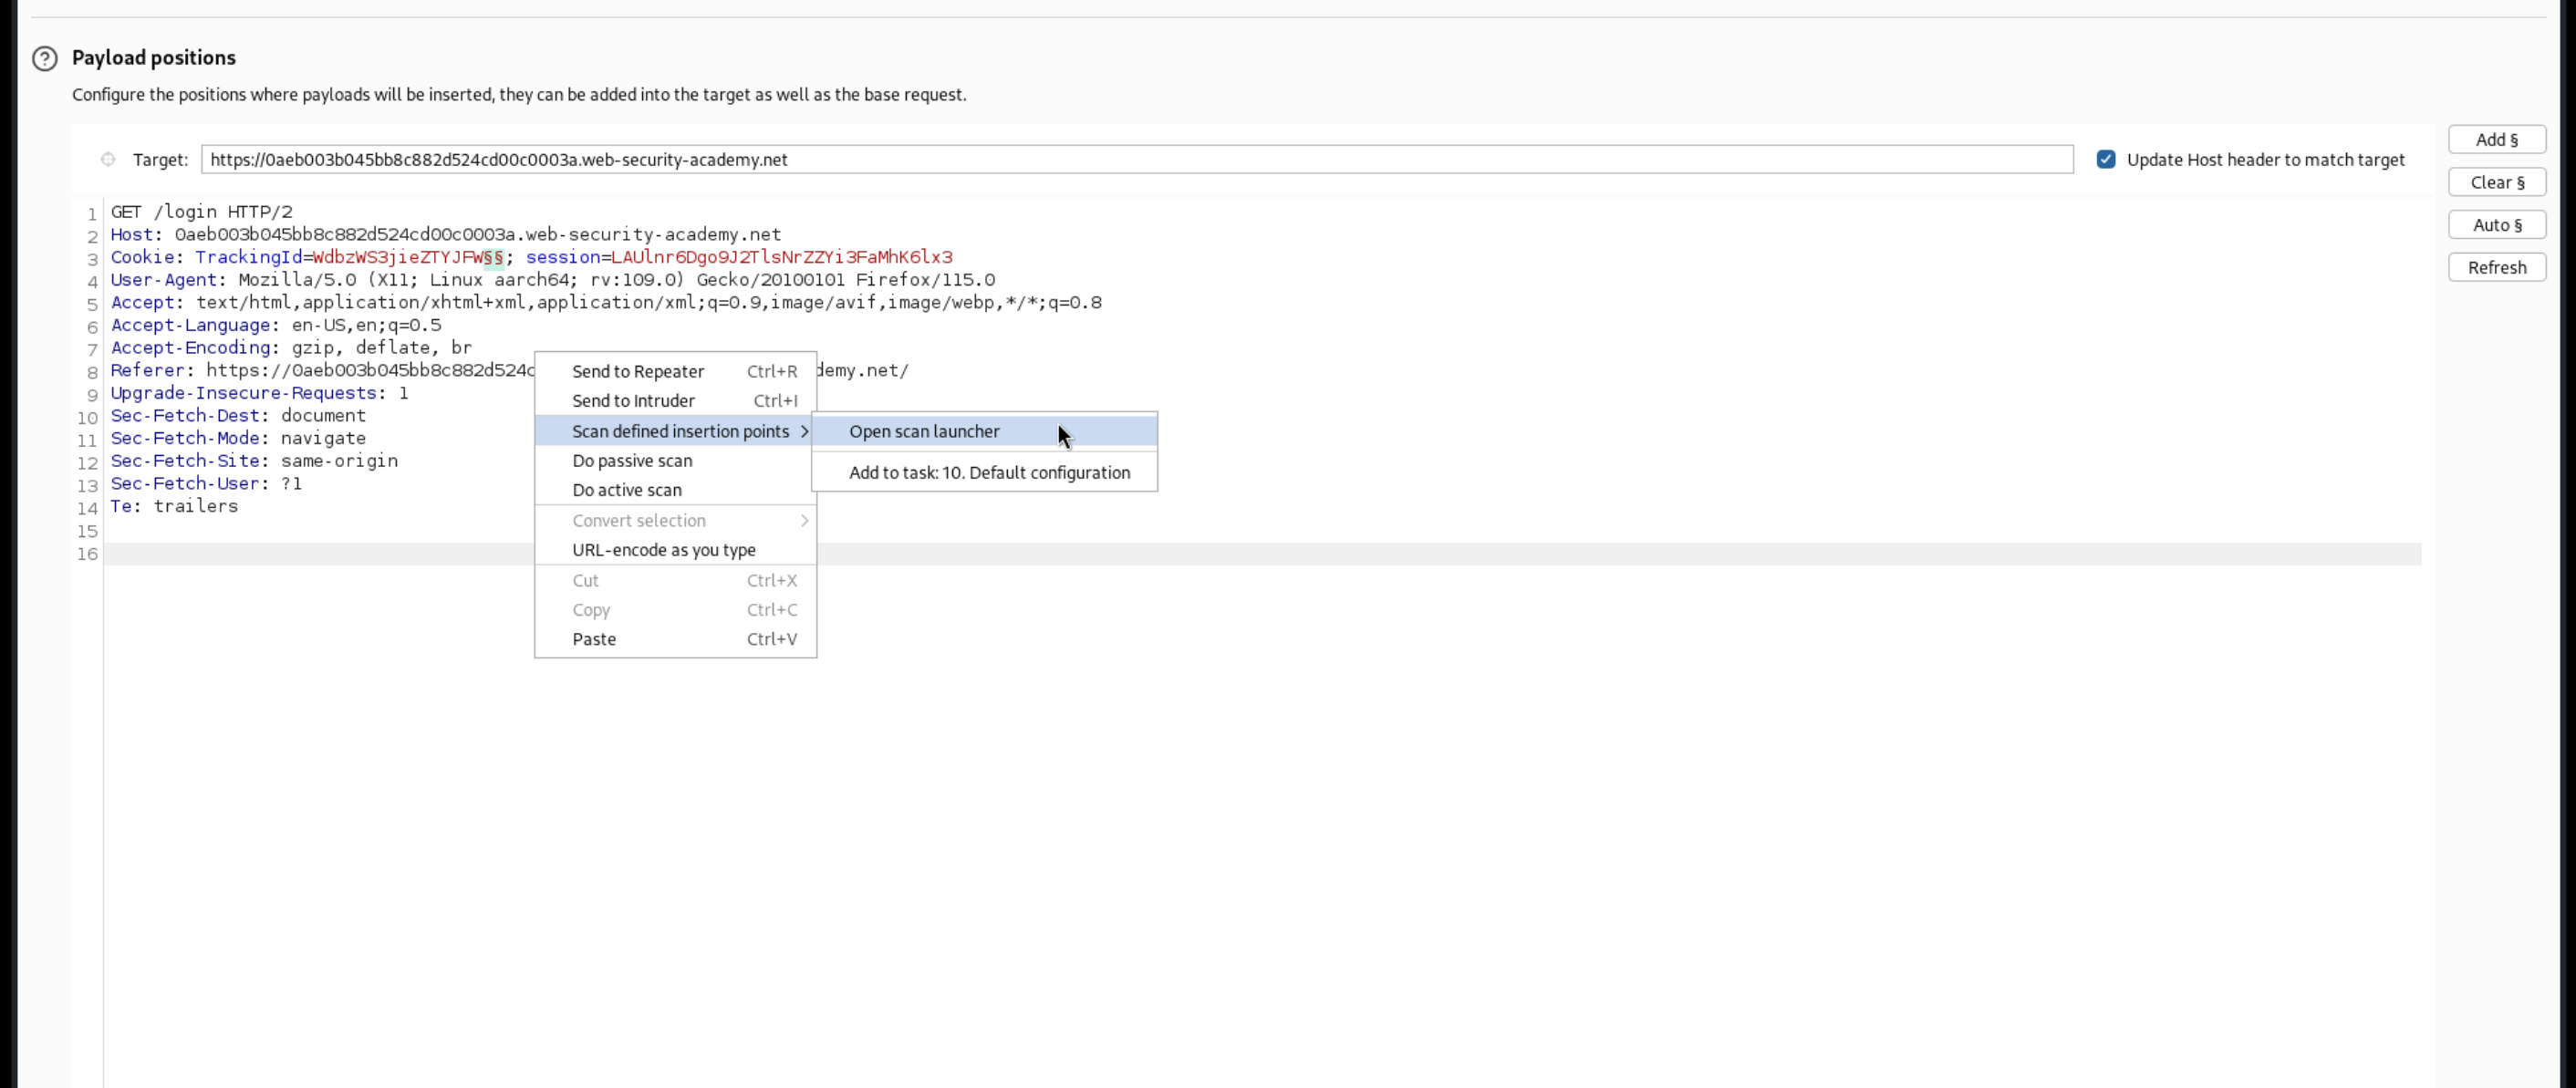 Payload positions
Configure the positions where payloads will be inserted, they can be added into the target as well as the base request.
Target: https://0aeb003b045bb8c882d524cd00c0003a.web-security-academy.net
Update Host header to match target
Add §
Clear §
Auto §
Refresh
1 GET /login HTTP/2
2 Host: 0aeb003b045bb8c882d524cd00c0003a.web-security-academy.net
3 Cookie: TrackingId=WdbzWS3jieZTYJFW§§; session=LAUlnr6Dgo9J2TlsNrZZYi3FaMhK6lx3
4 User-Agent: Mozilla/5.0 (X11; Linux aarch64; rv:109.0) Gecko/20100101 Firefox/115.0
5 Accept: text/html,application/xhtml+xml,application/xml;q=0.9,image/avif,image/webp,*/*;q=0.8
6 Accept-Language: en-US,en;q=0.5
7 Accept-Encoding: gzip, deflate, br
8 Referer: https://0aeb003b045bb8c882d524c demy.net/
9 Upgrade-Insecure-Requests: 1
10 Sec-Fetch-Dest: document
11 Sec-Fetch-Mode: navigate
12 Sec-Fetch-Site: same-origin
13 Sec-Fetch-User: ?1
14 Te: trailers
15
16
Send to Repeater Ctrl+R
Send to Intruder Ctrl+I
Scan defined insertion points >
Do passive scan
Do active scan
Convert selection >
URL-encode as you type
Cut Ctrl+X
Copy Ctrl+C
Paste Ctrl+V
Open scan launcher
Add to task: 10. Default configuration